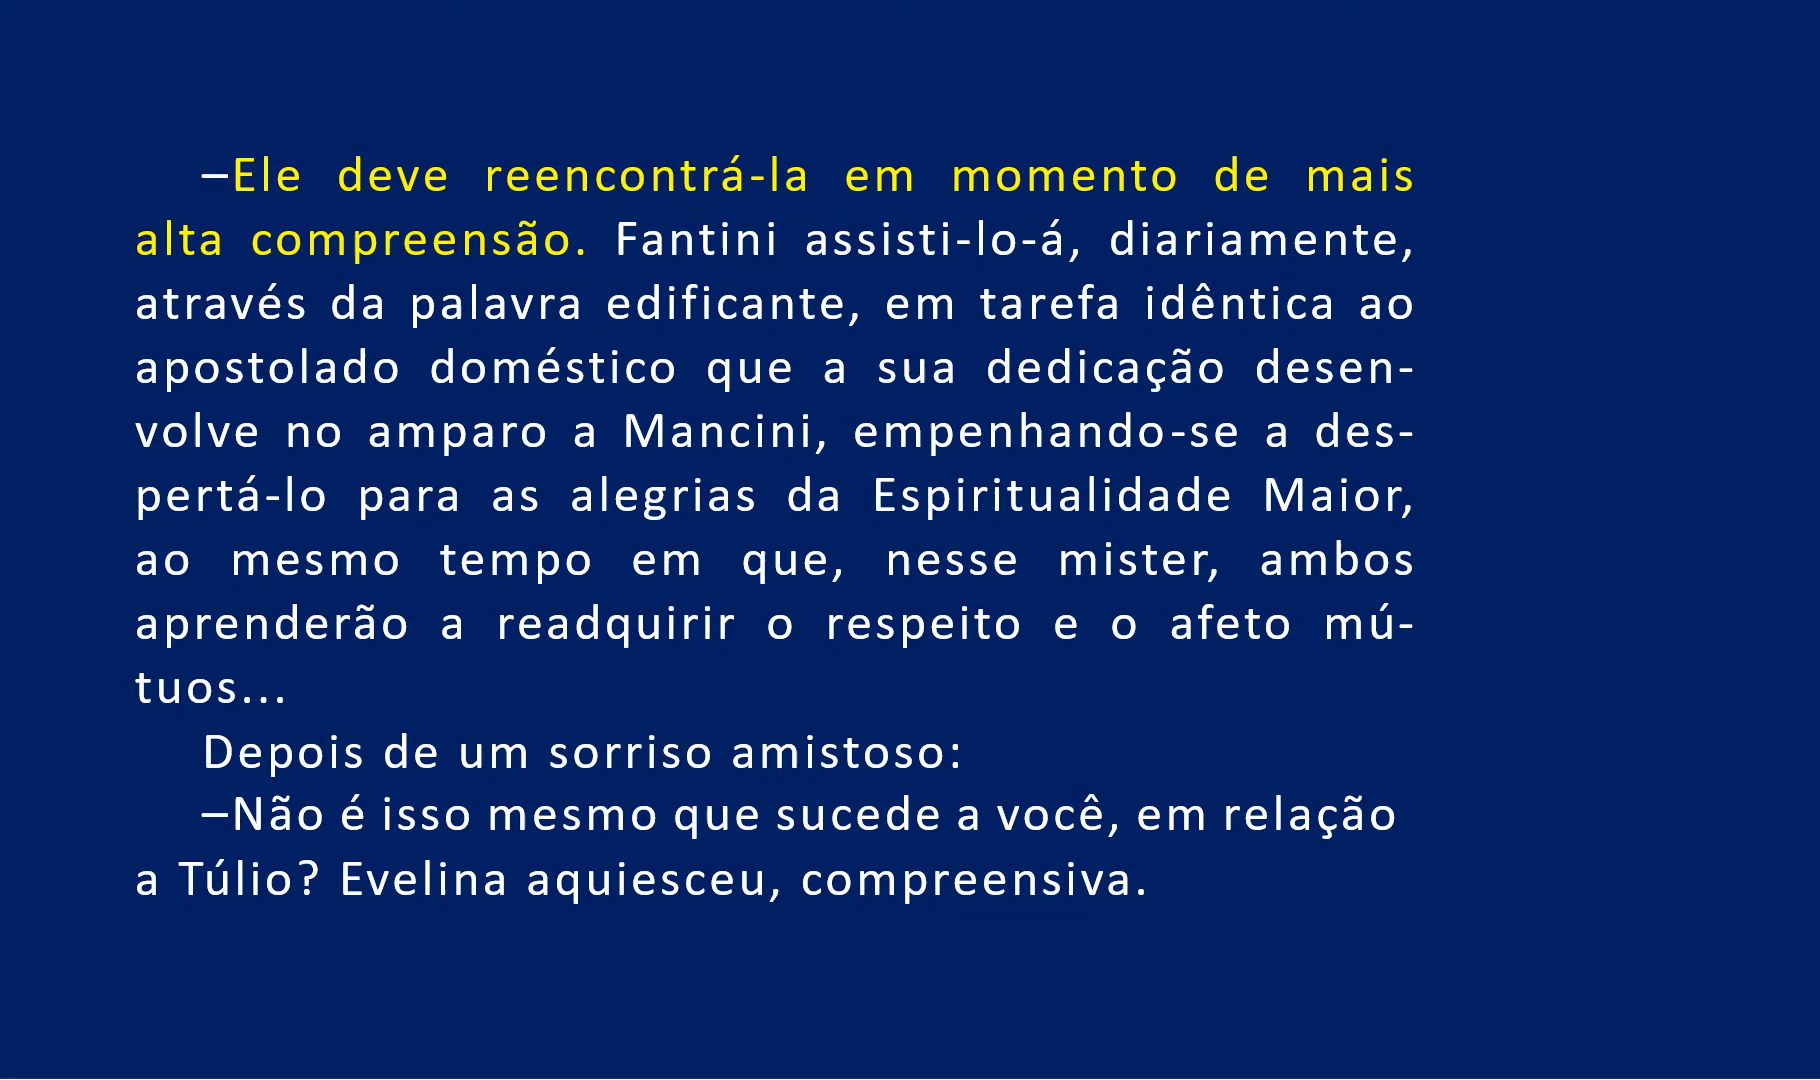 –Ele deve reencontrá-la em momento de mais
alta compreensão. Fantini assisti-lo-á, diariamente,
através da palavra edificante, em tarefa idêntica ao
apostolado doméstico que a sua dedicação desen-
volve no amparo a Mancini, empenhando-se a des-
pertá-lo para as alegrias da Espiritualidade Maior,
ao mesmo tempo em que, nesse mister, ambos
aprenderão a readquirir o respeito e o afeto mú-
tuos...
Depois de um sorriso amistoso:
–Não é isso mesmo que sucede a você, em relação
a Túlio? Evelina aquiesceu, compreensiva.